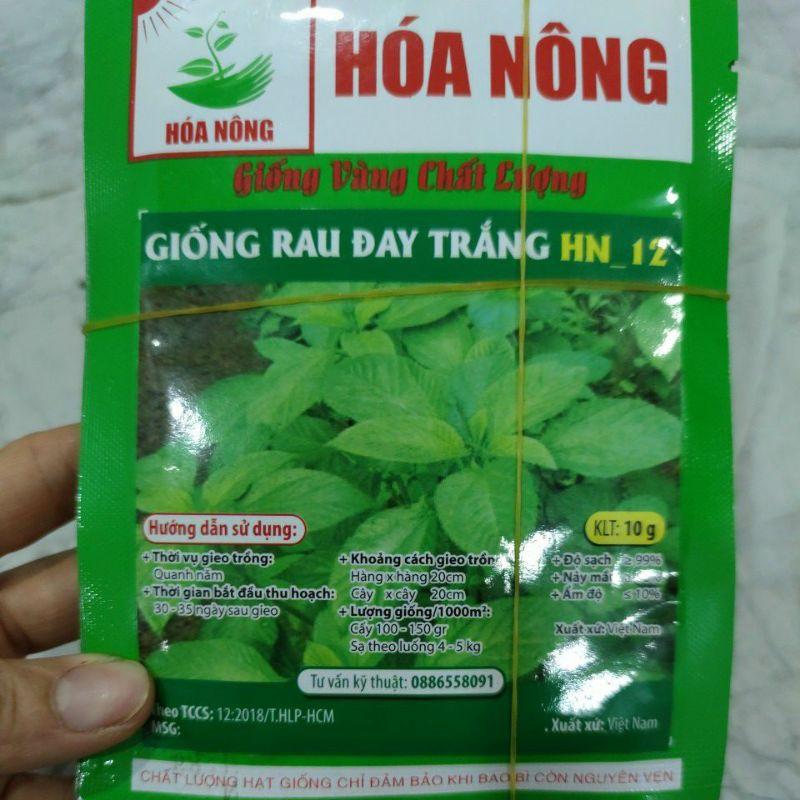 HÓA NÔNG
HÓA NÔNG
Giống Vàng Chất Lượng
GIỐNG RAU ĐAY TRẮNG HN_12
Hướng dẫn sử dụng:
+ Thời vụ gieo trồng:
Quanh năm
+ Thời gian bắt đầu thu hoạch:
30 - 35 ngày sau gieo
+ Khoảng cách gieo trồng
Hàng x hàng 20cm
Cây x cây 20cm
+ Lượng giống/1000m²:
Cấy 100 - 150 gr
Sạ theo luống 4 - 5 kg
KLT: 10 g
+ Độ sạch ≥ 99%
+ Nảy mầm
+ Ẩm độ ≤ 10%
Xuất xứ: Việt Nam
Tư vấn kỹ thuật: 0886558091
heo TCCS: 12:2018/T.HLP-HCM
MSG:
. Xuất xứ: Việt Nam
CHẤT LƯỢNG HẠT GIỐNG CHỈ ĐẢM BẢO KHI BAO BÌ CÒN NGUYÊN VẸN